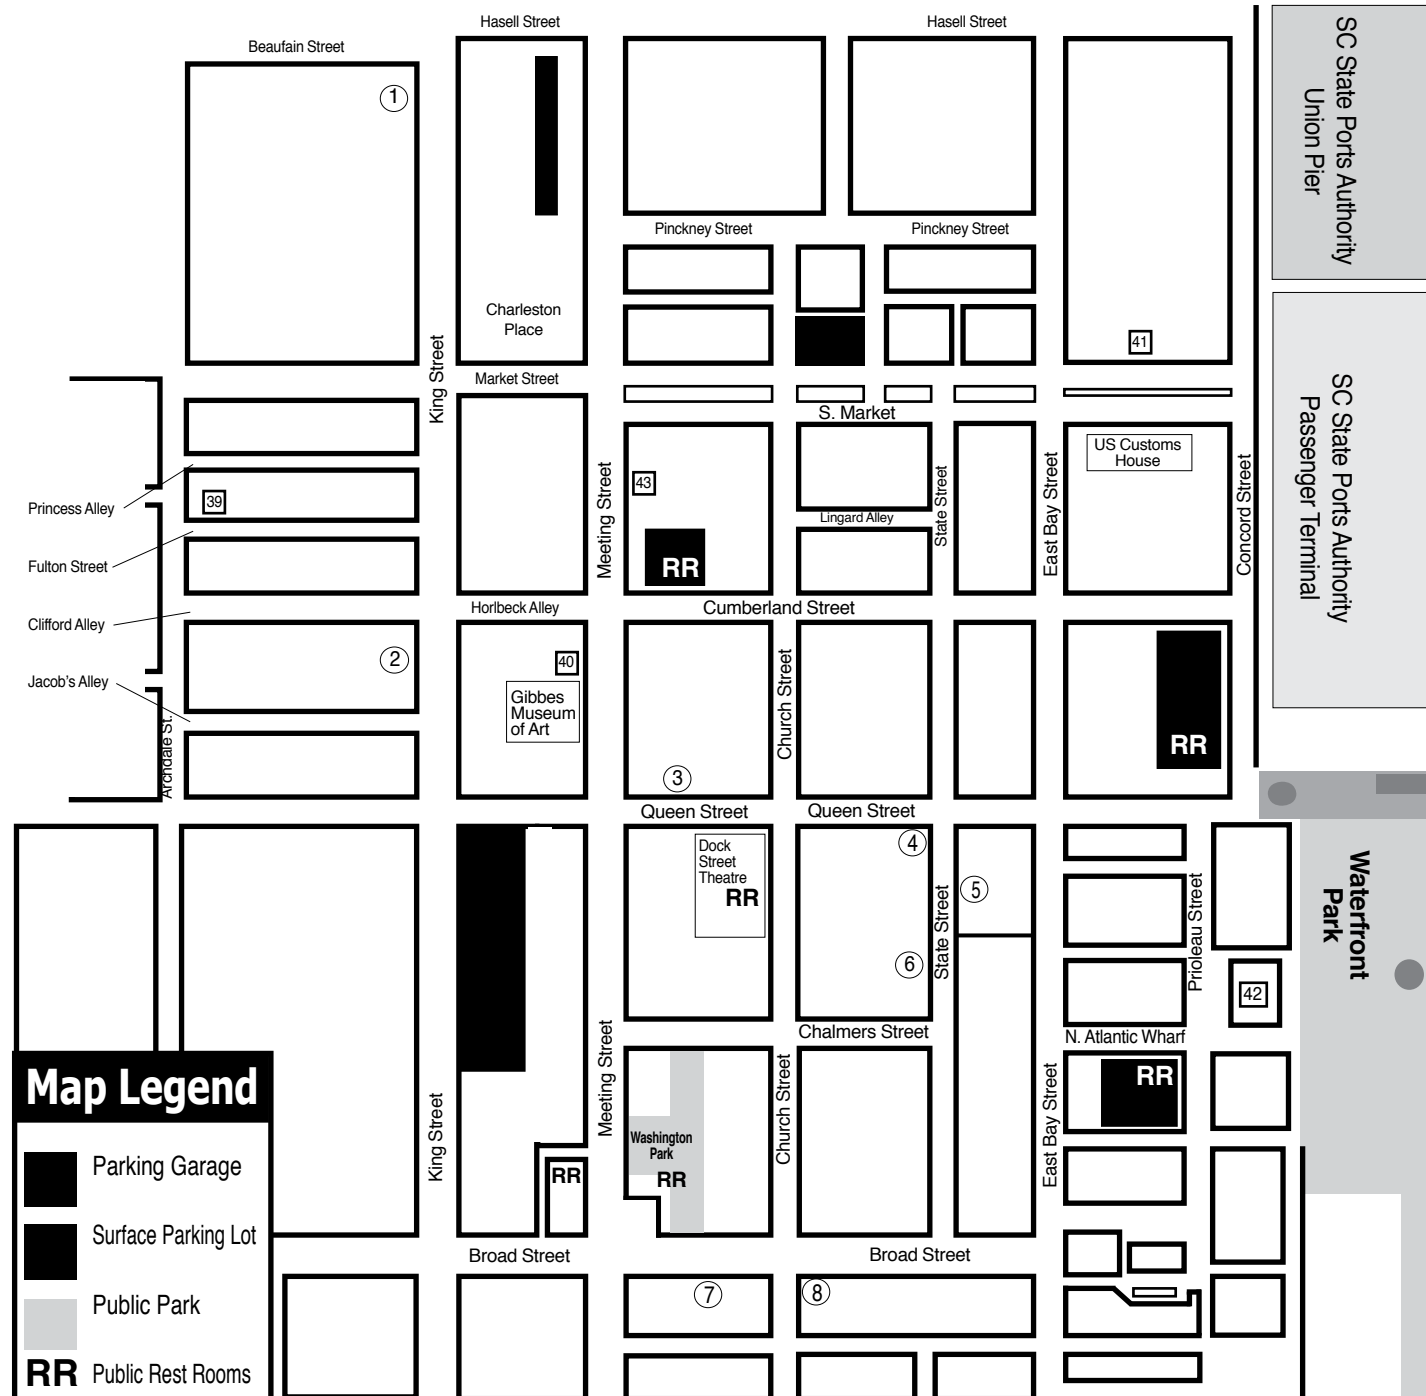 Hasell Street
Hasell Street
Beaufain Street
1
SC State Ports Authority
Union Pier
Pinckney Street
Pinckney Street
Charleston
Place
41
King Street
Market Street
S. Market
SC State Ports Authority
Passenger Terminal
US Customs
House
Princess Alley
39
43
Meeting Street
State Street
East Bay Street
Concord Street
Lingard Alley
Fulton Street
RR
Horlbeck Alley
Cumberland Street
Clifford Alley
2
40
Church Street
Jacob's Alley
Gibbes
Museum
of Art
Archdale St.
RR
3
Queen Street
Queen Street
Dock
Street
Theatre
RR
4
5
6
State Street
Prioleau Street
Waterfront
Park
42
Chalmers Street
N. Atlantic Wharf
Meeting Street
Church Street
East Bay Street
RR
King Street
Washington
Park
RR
RR
Broad Street
Broad Street
7
8
Map Legend
Parking Garage
Surface Parking Lot
Public Park
RR Public Rest Rooms